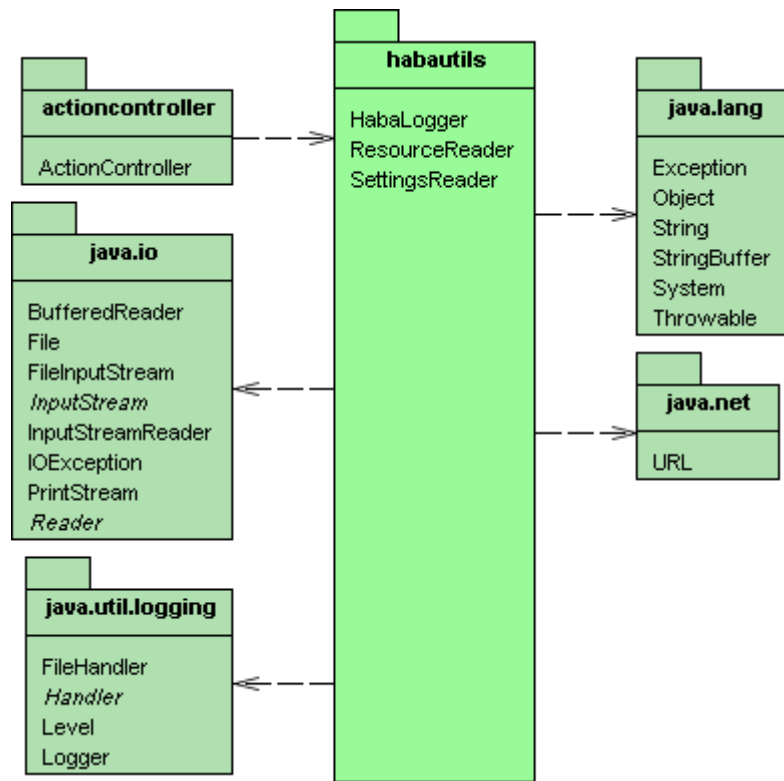 actioncontroller
ActionController
java.io
BufferedReader
File
FileInputStream
InputStream
InputStreamReader
IOException
PrintStream
Reader
java.util.logging
FileHandler
Handler
Level
Logger
habautils
HabaLogger
ResourceReader
SettingsReader
java.lang
Exception
Object
String
StringBuffer
System
Throwable
java.net
URL